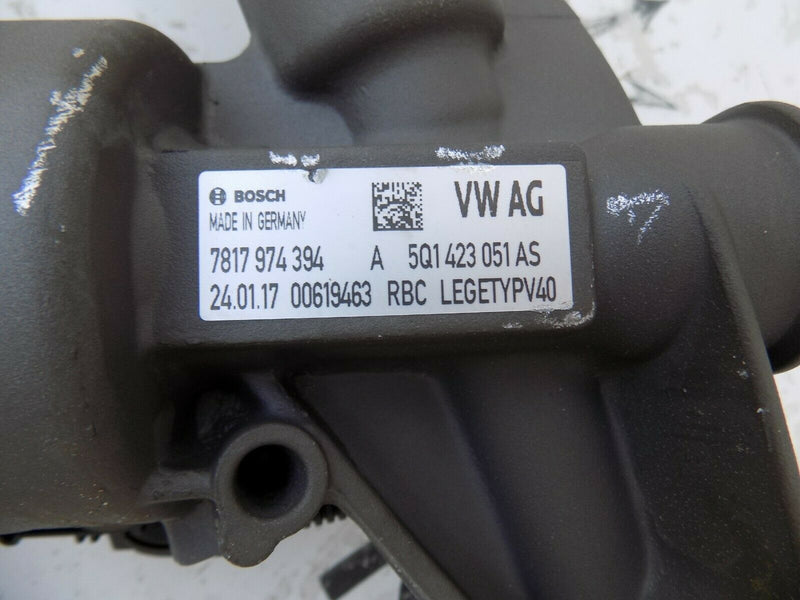 BOSCH
MADE IN GERMANY
VW AG
7817 974 394 A 5Q1 423 051 AS
24.01.17 00619463 RBC LEGETYPV40